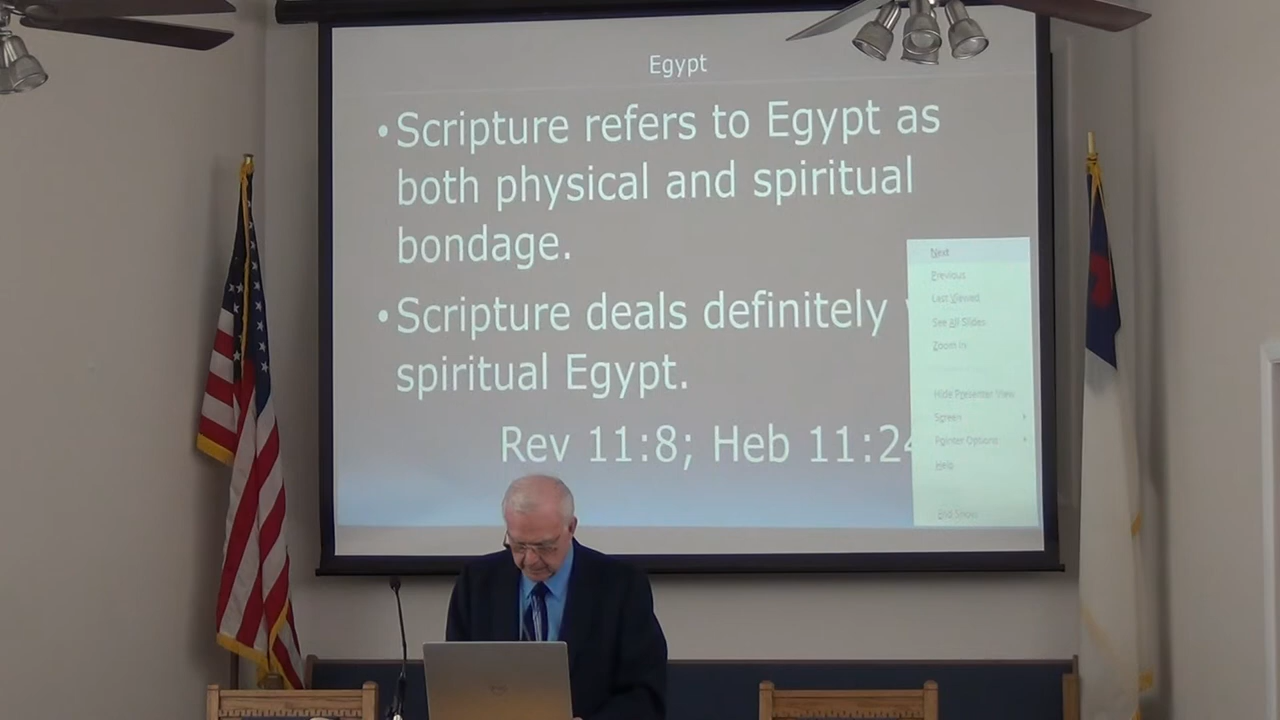 Egypt
•Scripture refers to Egypt as
both physical and spiritual
bondage.
•Scripture deals definitely
spiritual Egypt.
Rev 11:8; Heb 11:24
Next
Previous
Last Viewed
See All Slides
Zoom In
Hide Presenter View
Screen
Pointer Options
Help
End Show